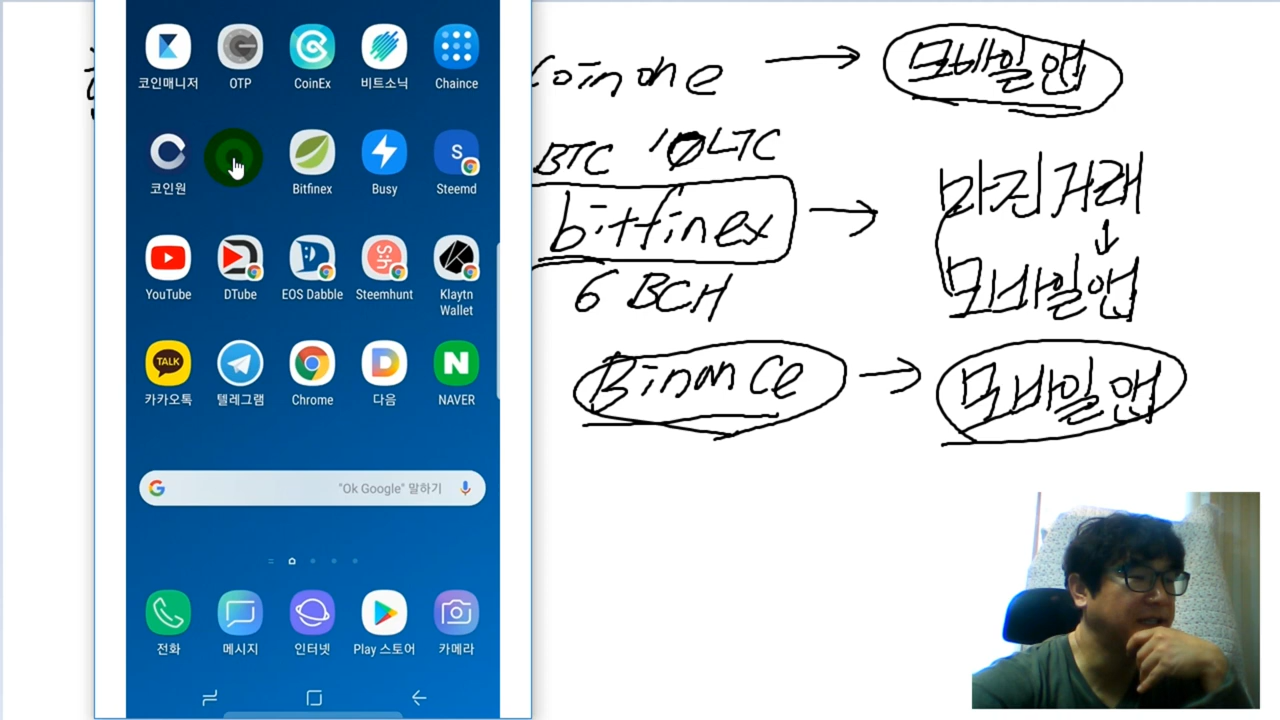 코인매니저 OTP CoinEx 비트소닉 Chaince
코인원 Bitfinex Busy S Steemd
YouTube DTube EOS Dabble Steemhunt Klaytn
Wallet
TALK N
카카오톡 텔레그램 Chrome 다음 NAVER
"Ok Google" 말하기
전화 메시지 인터넷 Play 스토어 카메라
coinone → 모바일앱
BTC 10 LTC
bitfinex → 마진거래
↓
모바일앱
6 BCH
Binance → 모바일앱